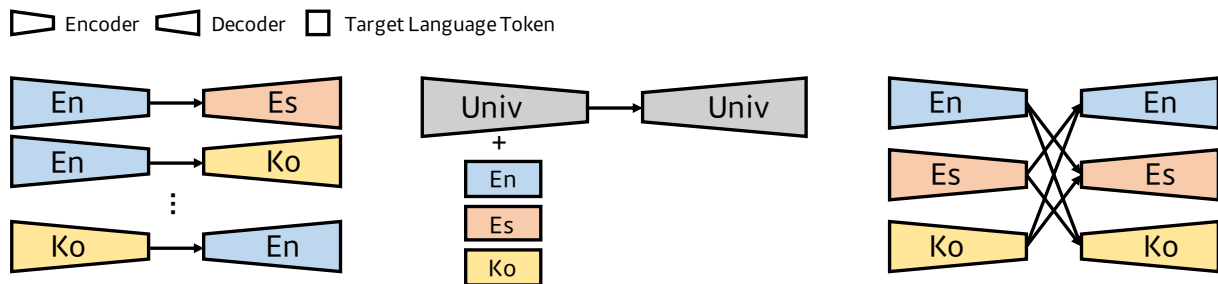 Encoder Decoder Target Language Token
En Es
En Ko
⋮
Ko En
Univ Univ
+
En
Es
Ko
En En
Es Es
Ko Ko